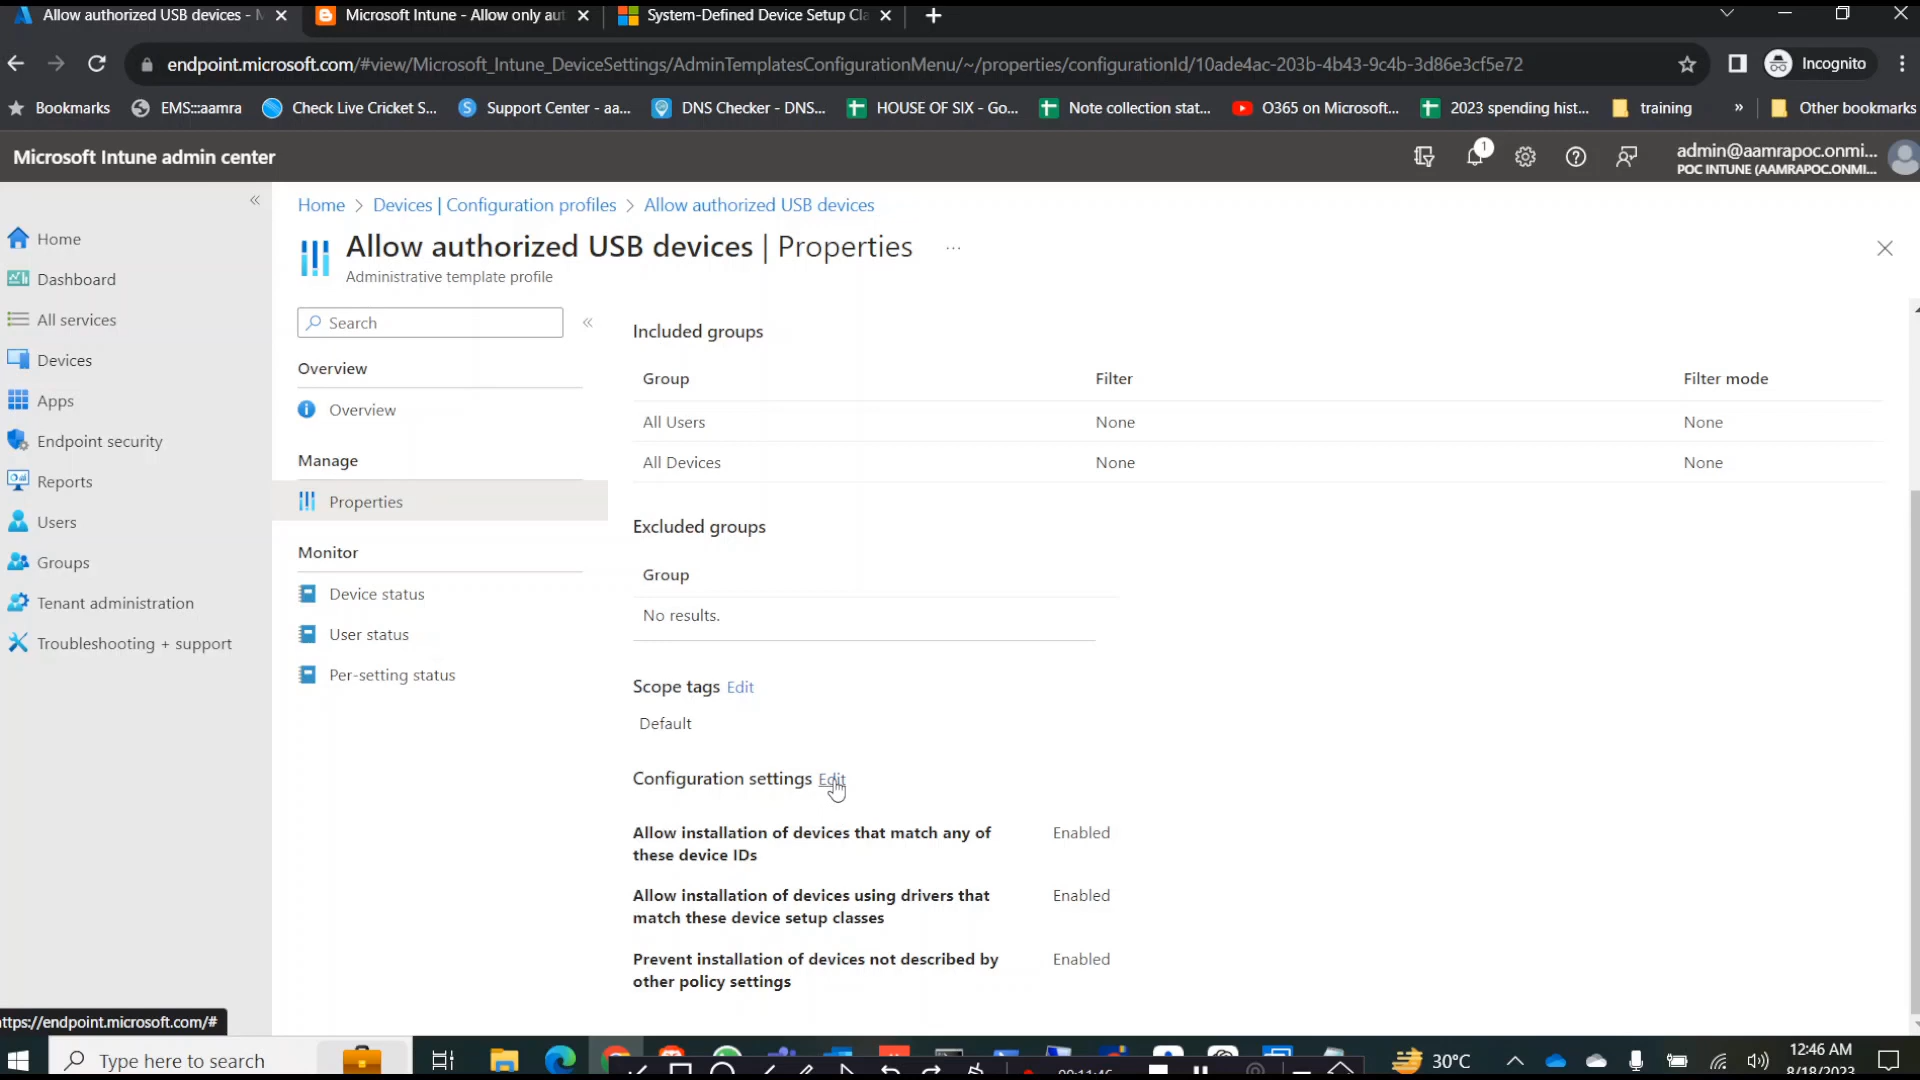 Allow authorized USB devices - M
Microsoft Intune - Allow only aut
System-Defined Device Setup Cla
endpoint.microsoft.com/#view/Microsoft_Intune_DeviceSettings/AdminTemplatesConfigurationMenu/~/properties/configurationId/10ade4ac-203b-4b43-9c4b-3d86e3cf5e72
Incognito
Bookmarks
EMS:::aamra
Check Live Cricket S...
Support Center - aa...
DNS Checker - DNS...
HOUSE OF SIX - Go...
Note collection stat...
O365 on Microsoft...
2023 spending hist...
training
»
Other bookmarks
Microsoft Intune admin center
1
admin@aamrapoc.onmi...
POC INTUNE (AAMRAPOC.ONMI...
Home
Dashboard
All services
Devices
Apps
Endpoint security
Reports
Users
Groups
Tenant administration
Troubleshooting + support
Home > Devices | Configuration profiles > Allow authorized USB devices
Allow authorized USB devices | Properties ...
Administrative template profile
Search
Overview
Overview
Manage
Properties
Monitor
Device status
User status
Per-setting status
Included groups
Group Filter Filter mode
All Users None None
All Devices None None
Excluded groups
Group
No results.
Scope tags Edit
Default
Configuration settings Edit
Allow installation of devices that match any of Enabled
these device IDs
Allow installation of devices using drivers that Enabled
match these device setup classes
Prevent installation of devices not described by Enabled
other policy settings
ttps://endpoint.microsoft.com/#
Type here to search
00:11:46
30°C
12:46 AM
8/18/2023